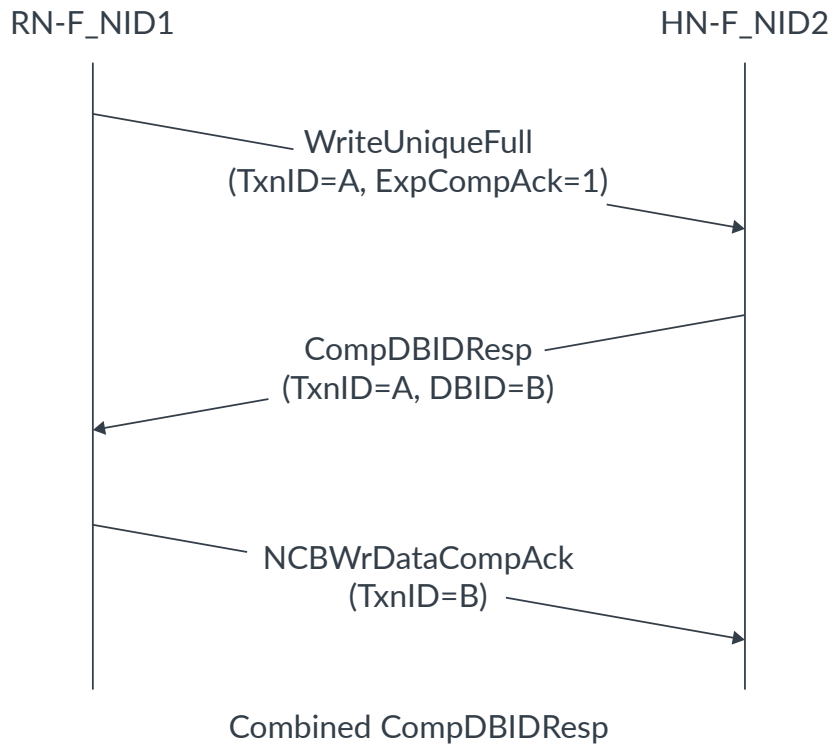 RN-F_NID1
HN-F_NID2
WriteUniqueFull
(TxnID=A, ExpCompAck=1)
CompDBIDResp
(TxnID=A, DBID=B)
NCBWrDataCompAck
(TxnID=B)
Combined CompDBIDResp